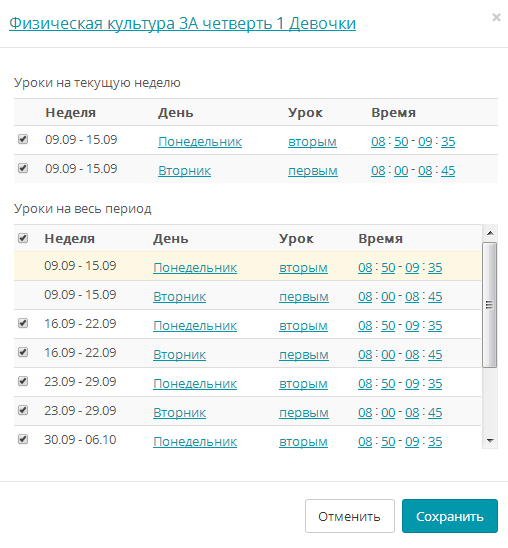 Физическая культура 3А четверть 1 Девочки
×
Уроки на текущую неделю
Неделя День Урок Время
09.09 - 15.09 Понедельник вторым 08 : 50 - 09 : 35
09.09 - 15.09 Вторник первым 08 : 00 - 08 : 45
Уроки на весь период
Неделя День Урок Время
09.09 - 15.09 Понедельник вторым 08 : 50 - 09 : 35
09.09 - 15.09 Вторник первым 08 : 00 - 08 : 45
16.09 - 22.09 Понедельник вторым 08 : 50 - 09 : 35
16.09 - 22.09 Вторник первым 08 : 00 - 08 : 45
23.09 - 29.09 Понедельник вторым 08 : 50 - 09 : 35
23.09 - 29.09 Вторник первым 08 : 00 - 08 : 45
30.09 - 06.10 Понедельник вторым 08 : 50 - 09 : 35
Отменить Сохранить